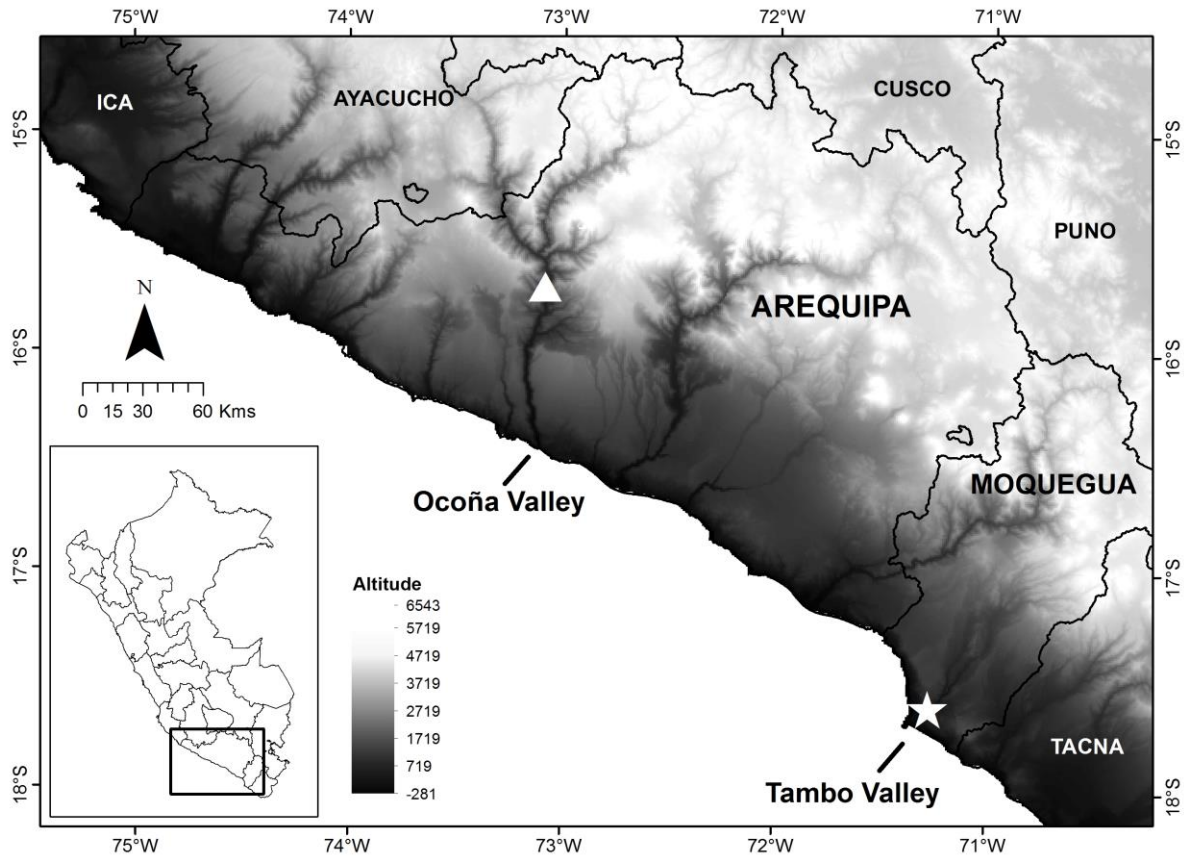 75°W 74°W 73°W 72°W 71°W
ICA
AYACUCHO
CUSCO
15°S
15°S
PUNO
AREQUIPA
N
16°S
16°S
0 15 30 60 Kms
MOQUEGUA
Ocoña Valley
17°S
17°S
Altitude
6543
5719
4719
3719
2719
1719
719
-281
TACNA
Tambo Valley
18°S
18°S
75°W 74°W 73°W 72°W 71°W